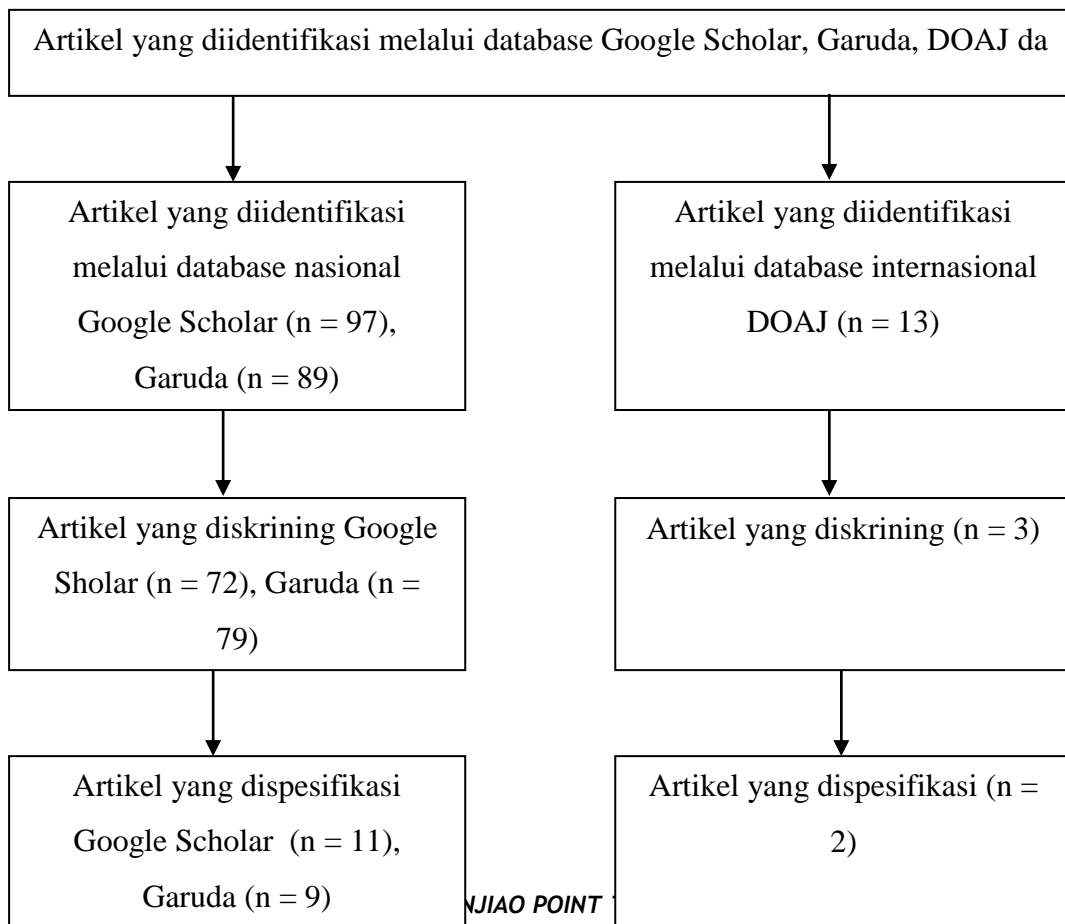 Artikel yang diidentifikasi melalui database Google Scholar, Garuda, DOAJ da
Artikel yang diidentifikasi
melalui database nasional
Google Scholar (n = 97),
Garuda (n = 89)
Artikel yang diidentifikasi
melalui database internasional
DOAJ (n = 13)
Artikel yang diskrining Google
Sholar (n = 72), Garuda (n =
79)
Artikel yang diskrining (n = 3)
Artikel yang dispesifikasi
Google Scholar (n = 11),
Garuda (n = 9)
Artikel yang dispesifikasi (n =
2)
NJIAO POINT